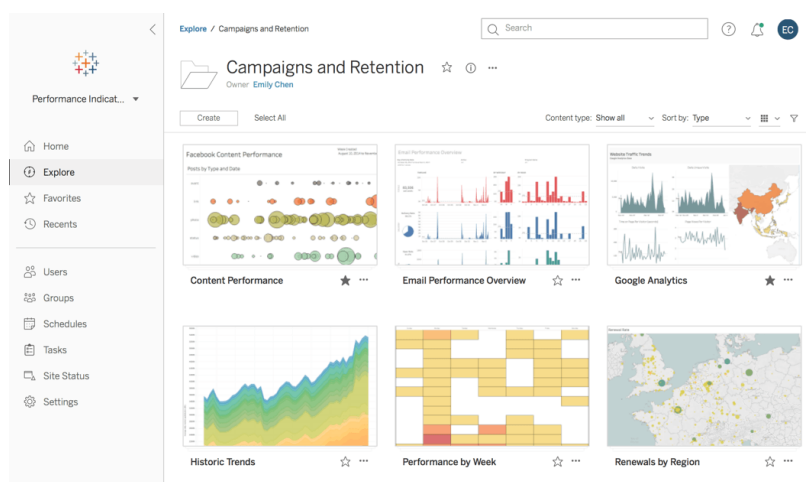 Explore / Campaigns and Retention
Search
EC
Campaigns and Retention
Owner Emily Chen
Performance Indicat...
Create Select All Content type: Show all Sort by: Type
Home
Explore
Favorites
Recents
Users
Groups
Schedules
Tasks
Site Status
Settings
Facebook Content Performance
Posts by Type and Date
Email Performance Overview
Website Traffic Trends
Content Performance
Email Performance Overview
Google Analytics
Historic Trends
Performance by Week
Renewals by Region